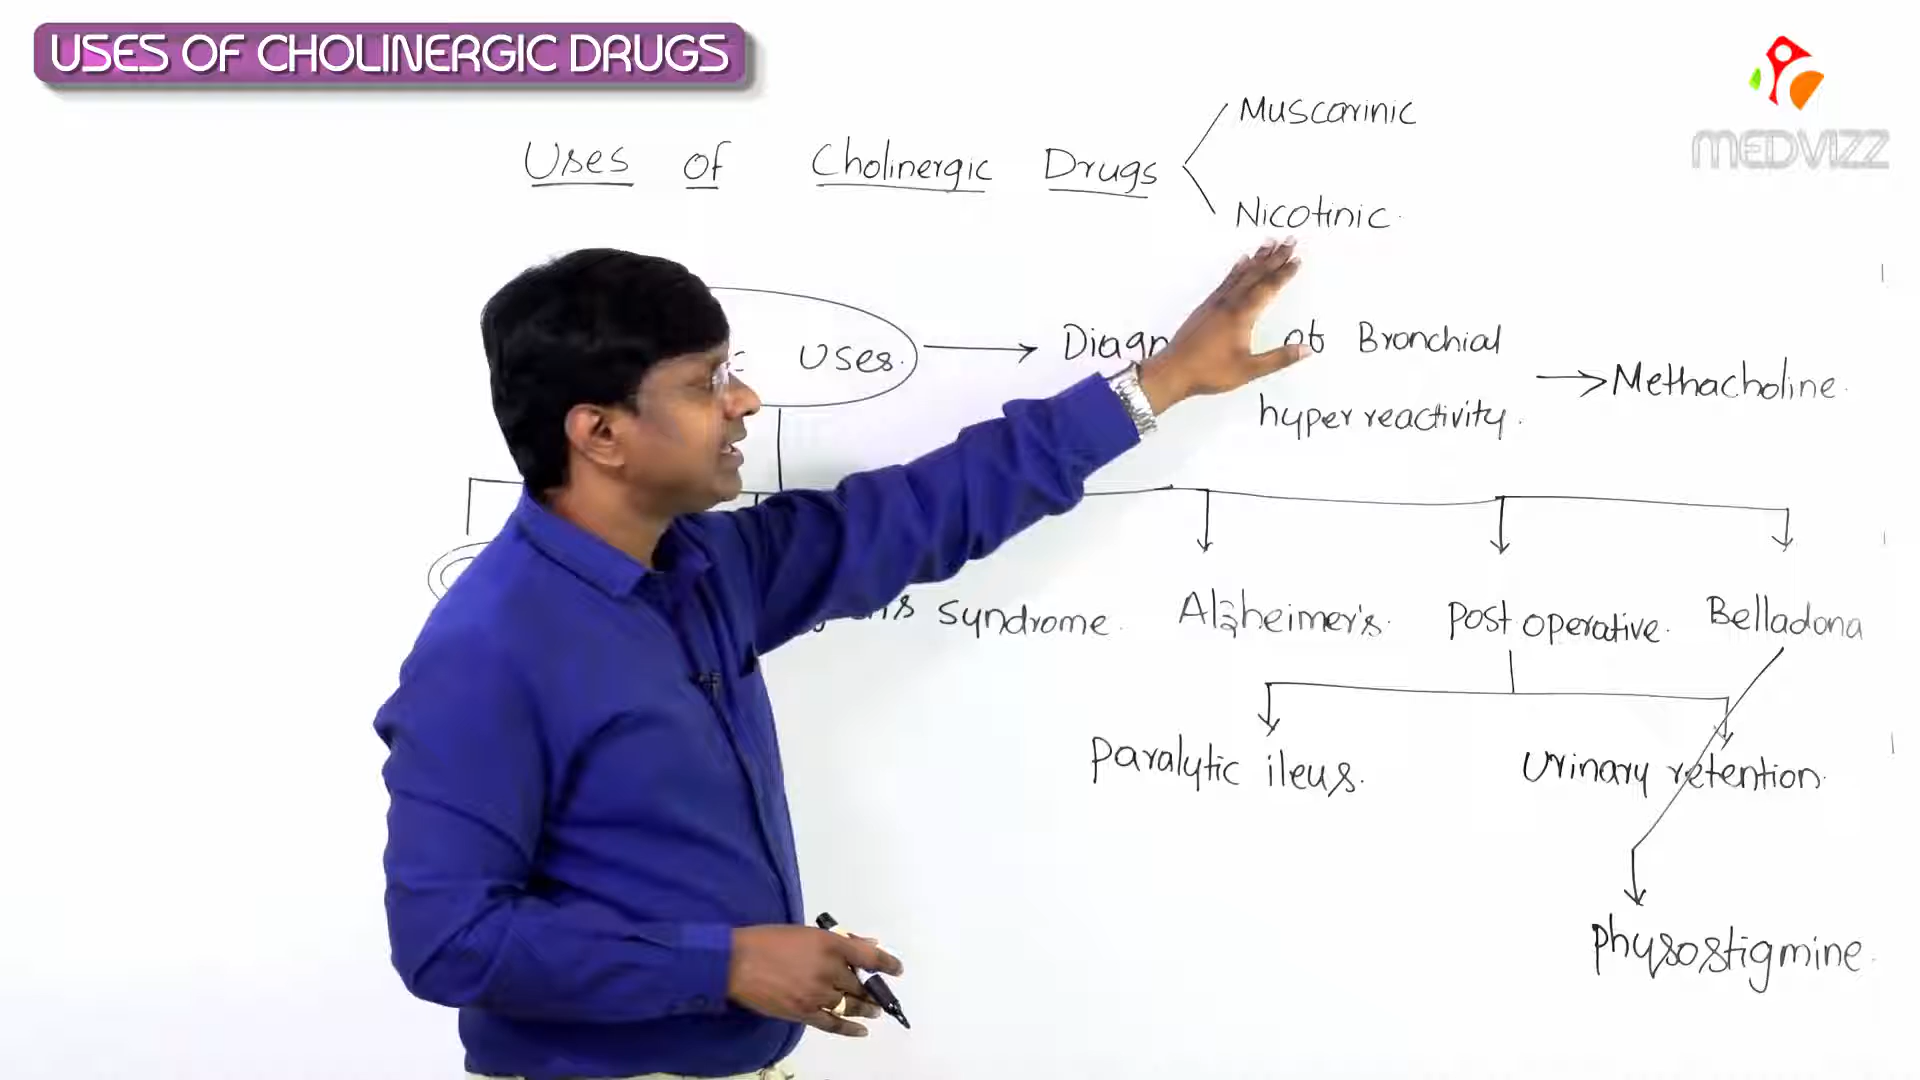 USES OF CHOLINERGIC DRUGS
MEDVIZZ
Muscarinic
Uses of Cholinergic Drugs
Nicotinic
Uses. → Diagn of Bronchial
hyper reactivity. → Methacholine.
Syndrome. Alzheimer's. Post operative. Belladona
Paralytic ileus. Urinary retention.
Physostigmine.